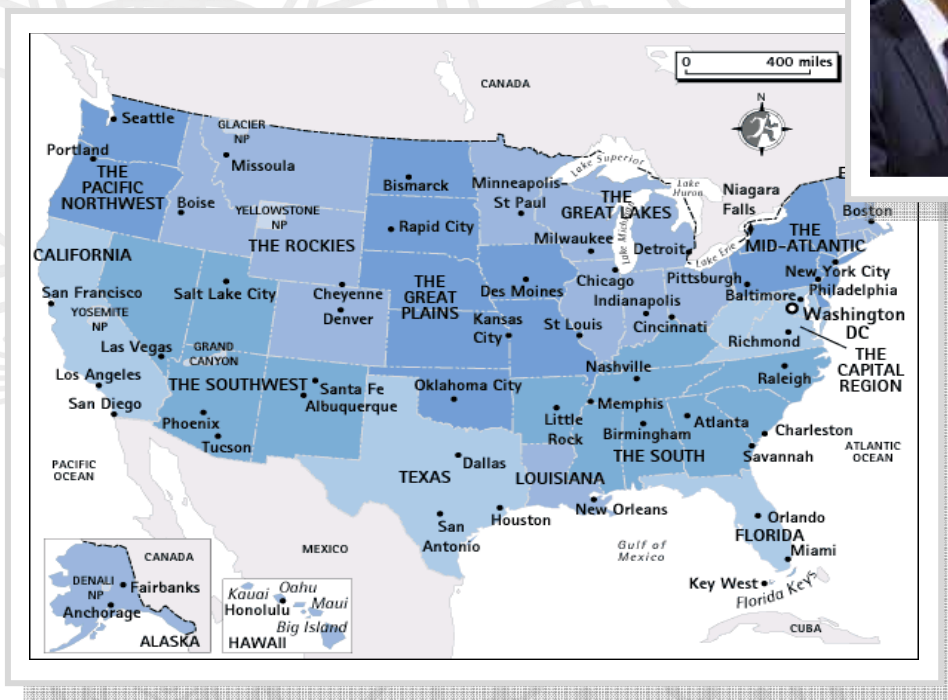 0 400 miles
CANADA
N
Seattle
GLACIER
NP
Portland
Missoula
THE
PACIFIC
NORTHWEST
Boise
YELLOWSTONE
NP
THE ROCKIES
Bismarck
Rapid City
Minneapolis-
St Paul
Lake Superior
THE
GREAT LAKES
Lake
Huron
Niagara
Falls
Boston
THE
MID-ATLANTIC
Milwaukee
Detroit
Lake Erie
CALIFORNIA
San Francisco
YOSEMITE
NP
Salt Lake City
Cheyenne
Denver
THE
GREAT
PLAINS
Des Moines
Chicago
Pittsburgh
New York City
Philadelphia
Baltimore
Indianapolis
Kansas
City
St Louis
Cincinnati
Washington
DC
Richmond
THE
CAPITAL
REGION
Las Vegas
GRAND
CANYON
Los Angeles
San Diego
THE SOUTHWEST
Santa Fe
Albuquerque
Oklahoma City
Nashville
Raleigh
Phoenix
Tucson
Little
Rock
Memphis
Birmingham
Atlanta
Charleston
Savannah
THE SOUTH
ATLANTIC
OCEAN
PACIFIC
OCEAN
Dallas
TEXAS
LOUISIANA
San
Antonio
Houston
New Orleans
Orlando
FLORIDA
Miami
MEXICO
Gulf of
Mexico
Key West
Florida Keys
CUBA
CANADA
DENALI
NP
Fairbanks
Anchorage
ALASKA
Kauai
Oahu
Honolulu
Maui
Big Island
HAWAII